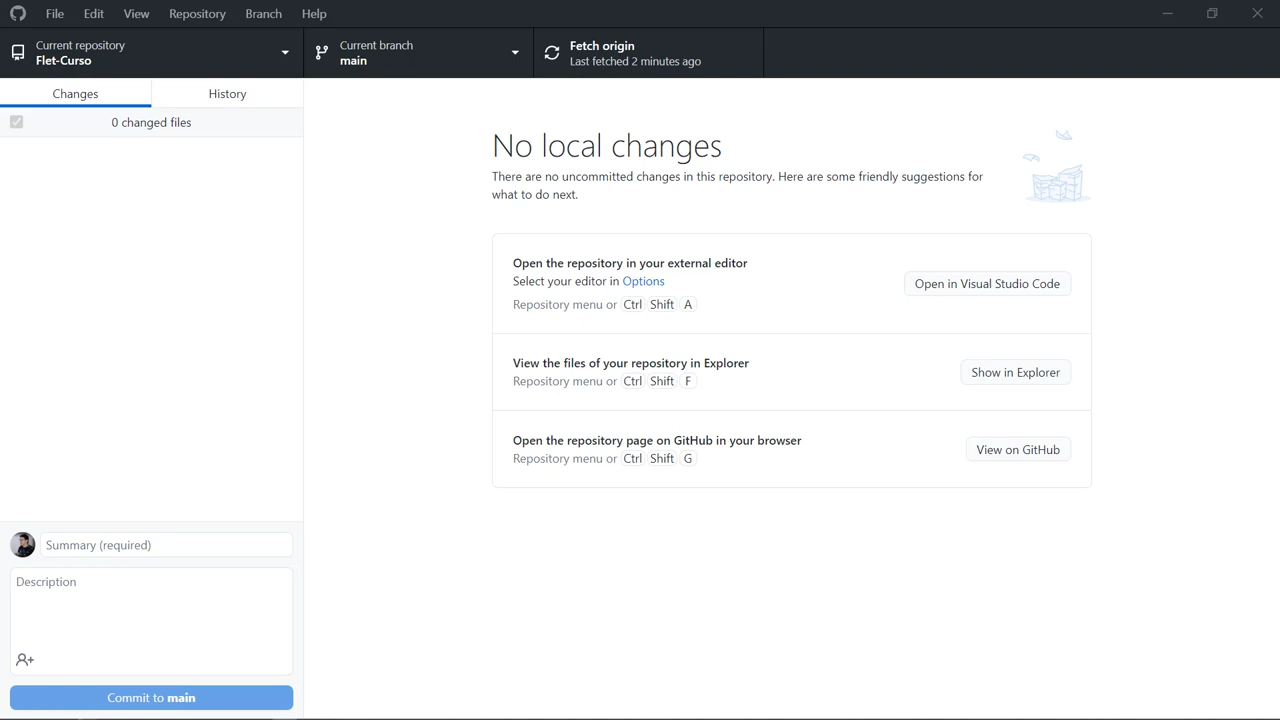 File Edit View Repository Branch Help
Current repository
Flet-Curso
Current branch
main
Fetch origin
Last fetched 2 minutes ago
Changes History
0 changed files
No local changes
There are no uncommitted changes in this repository. Here are some friendly suggestions for
what to do next.
Open the repository in your external editor
Select your editor in Options
Repository menu or Ctrl Shift A
Open in Visual Studio Code
View the files of your repository in Explorer
Repository menu or Ctrl Shift F
Show in Explorer
Open the repository page on GitHub in your browser
Repository menu or Ctrl Shift G
View on GitHub
Summary (required)
Description
Commit to main